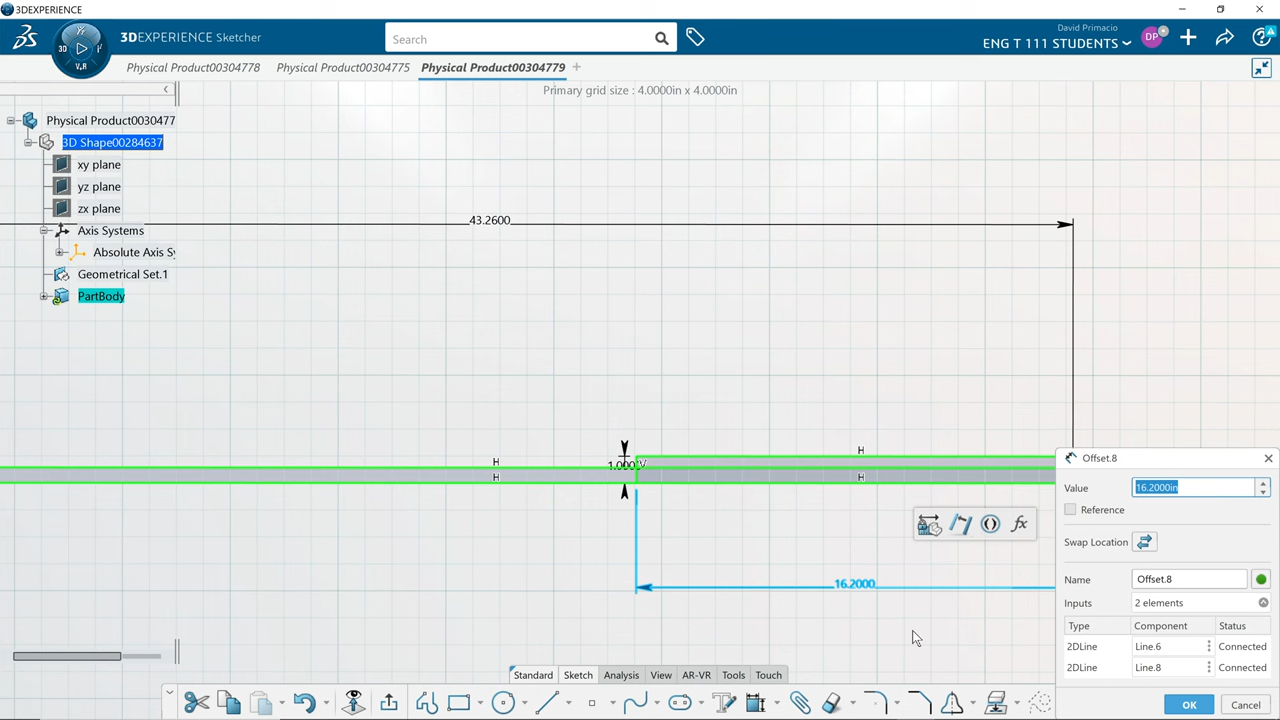 3DEXPERIENCE
3DEXPERIENCE Sketcher
Search
David Primacio
ENG T 111 STUDENTS
DP
3D
V,R
Physical Product00304778
Physical Product00304775
Physical Product00304779
Primary grid size : 4.0000in x 4.0000in
Physical Product0030477
3D Shape00284637
xy plane
yz plane
zx plane
Axis Systems
Absolute Axis Sy
Geometrical Set.1
PartBody
43.2600
H
H
H
H
V
16.2000
Offset.8
Value
16.2000in
Reference
Swap Location
Name
Offset.8
Inputs
2 elements
Type Component Status
2DLine Line.6 Connected
2DLine Line.8 Connected
OK
Cancel
fx
Standard
Sketch
Analysis
View
AR-VR
Tools
Touch